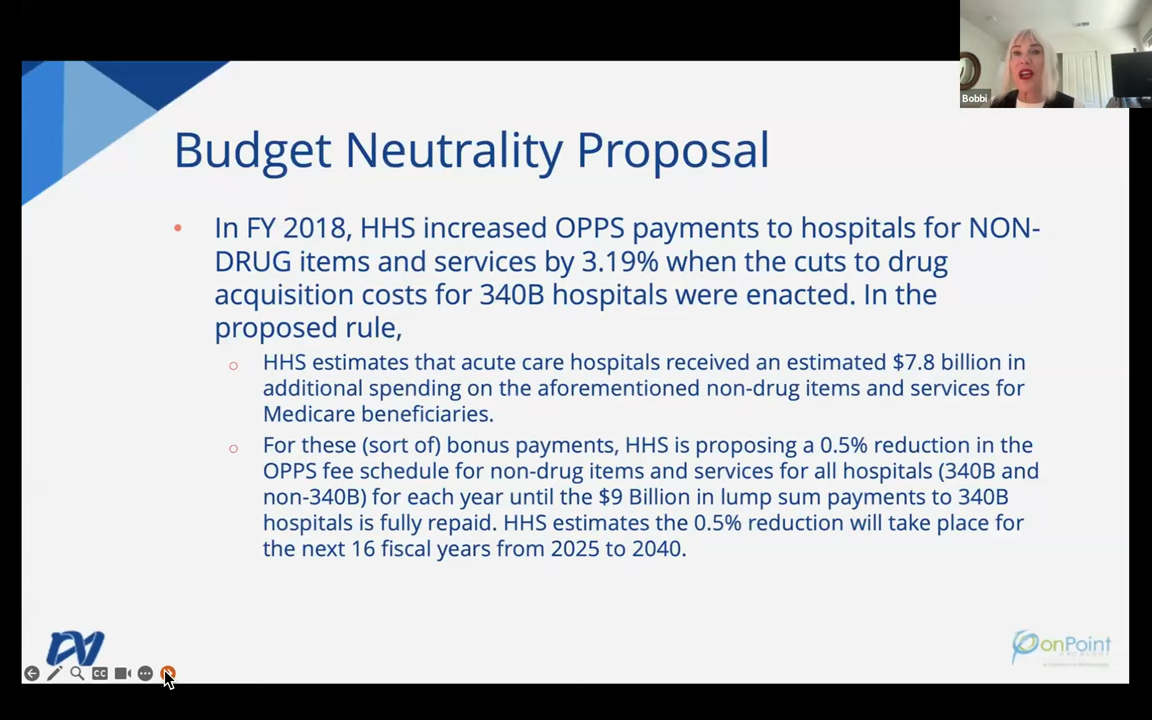 Bobbi
Budget Neutrality Proposal
• In FY 2018, HHS increased OPPS payments to hospitals for NON-
DRUG items and services by 3.19% when the cuts to drug
acquisition costs for 340B hospitals were enacted. In the
proposed rule,
○ HHS estimates that acute care hospitals received an estimated $7.8 billion in
additional spending on the aforementioned non-drug items and services for
Medicare beneficiaries.
○ For these (sort of) bonus payments, HHS is proposing a 0.5% reduction in the
OPPS fee schedule for non-drug items and services for all hospitals (340B and
non-340B) for each year until the $9 Billion in lump sum payments to 340B
hospitals is fully repaid. HHS estimates the 0.5% reduction will take place for
the next 16 fiscal years from 2025 to 2040.
onPoint
CC